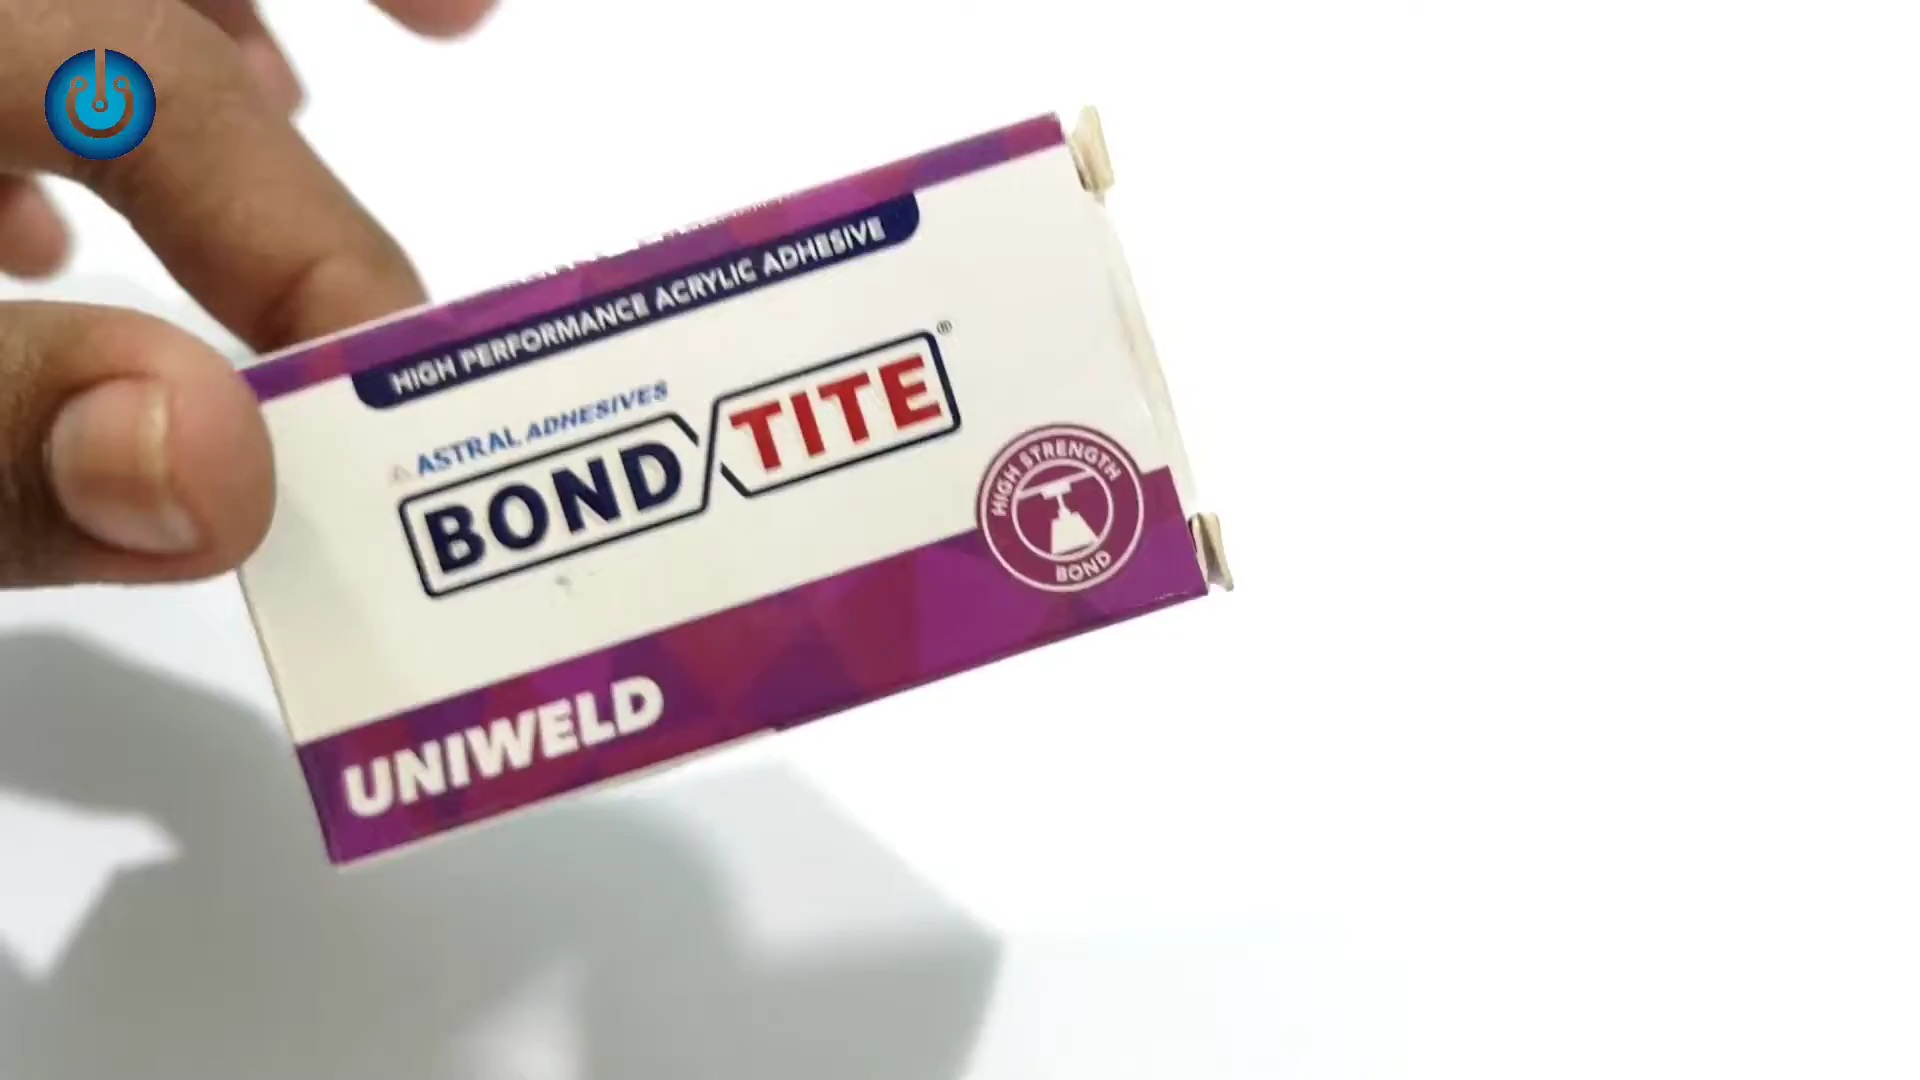 HIGH PERFORMANCE ACRYLIC ADHESIVE
ASTRAL ADHESIVES
BOND TITE®
HIGH STRENGTH
BOND
UNIWELD